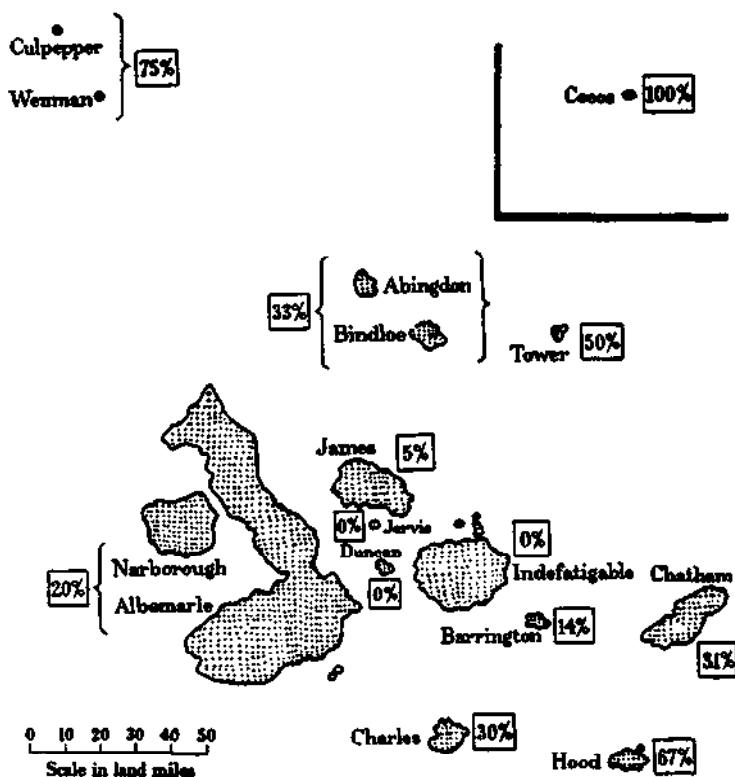 Culpepper
75%
Wenman
Cocos 100%
33%
Abingdon
Bindloe
Tower 50%
James 5%
0% Jervis
Duncan
0%
0%
Indefatigable
Narborough
20%
Albemarle
Chatham
Barrington 14%
31%
Charles 30%
Hood 67%
0 10 20 30 40 50
Scale in land miles